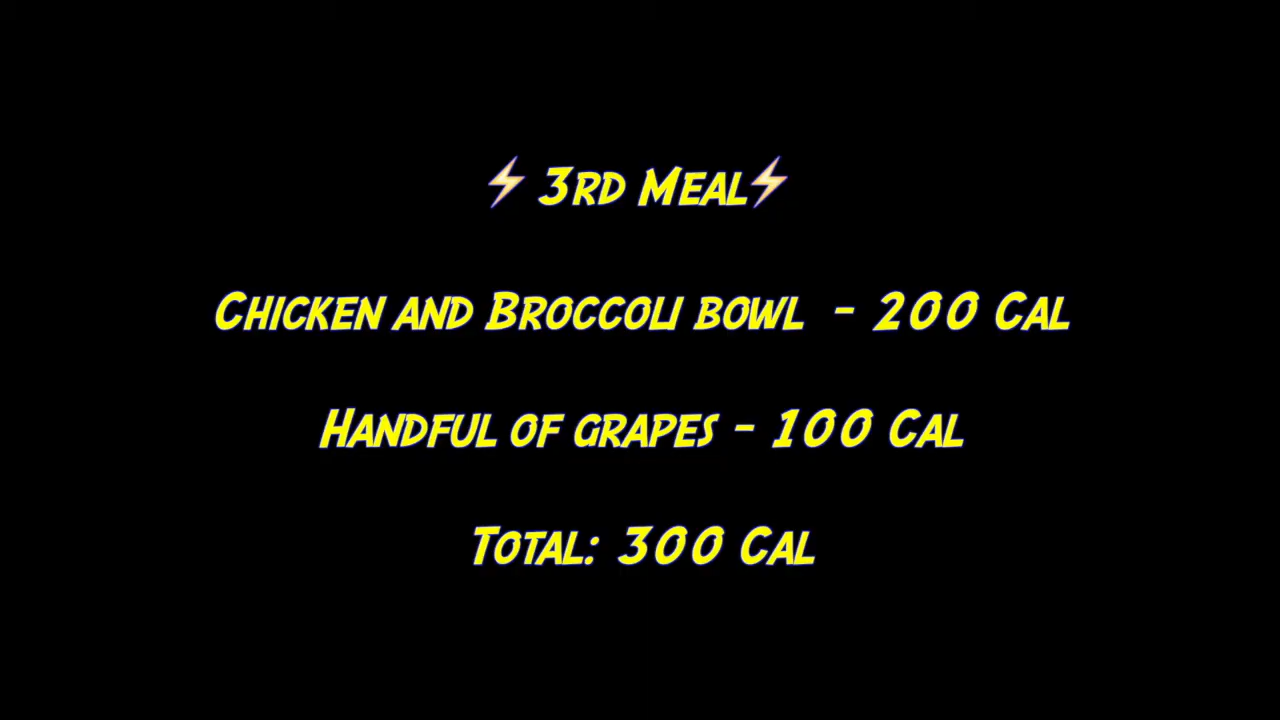 ⚡ 3rd Meal⚡
Chicken and Broccoli bowl - 200 Cal
Handful of grapes - 100 Cal
Total: 300 Cal